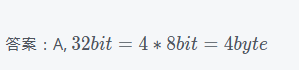 答案：A, 32bit = 4 * 8bit = 4byte